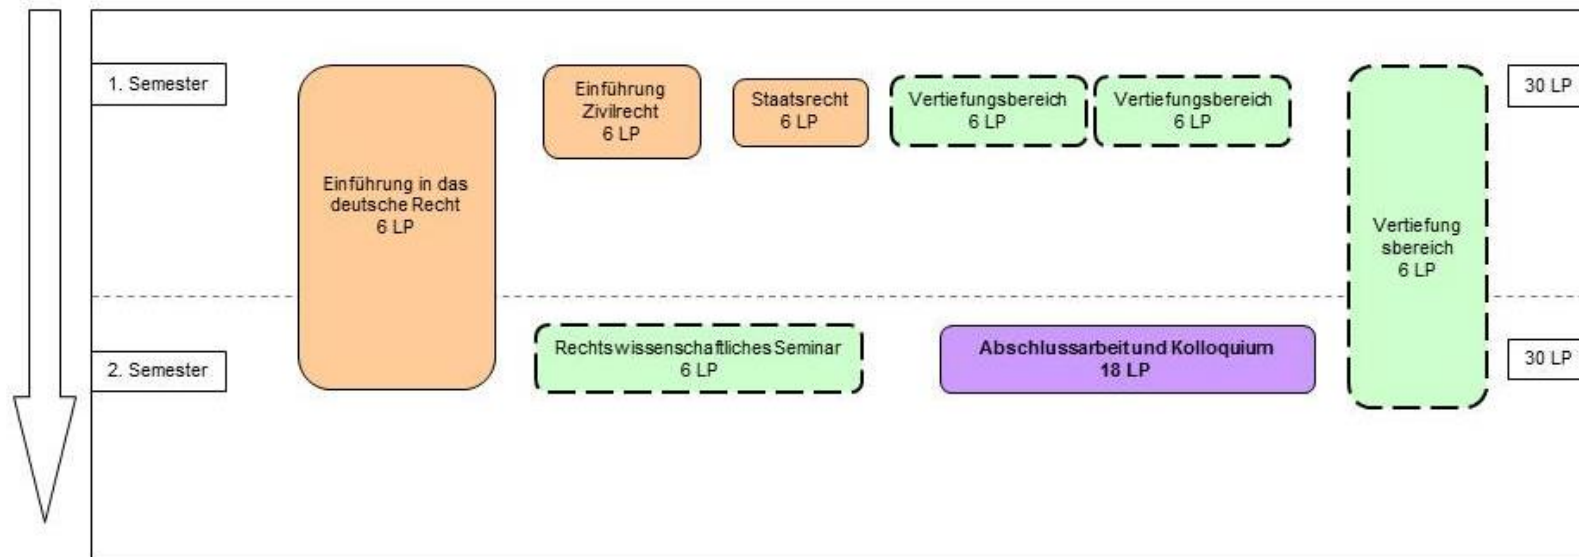 1. Semester
Einführung in das
deutsche Recht
6 LP
Einführung
Zivilrecht
6 LP
Staatsrecht
6 LP
Vertiefungsbereich
6 LP
Vertiefungsbereich
6 LP
Vertiefung
sbereich
6 LP
30 LP
2. Semester
Rechtswissenschaftliches Seminar
6 LP
Abschlussarbeit und Kolloquium
18 LP
30 LP